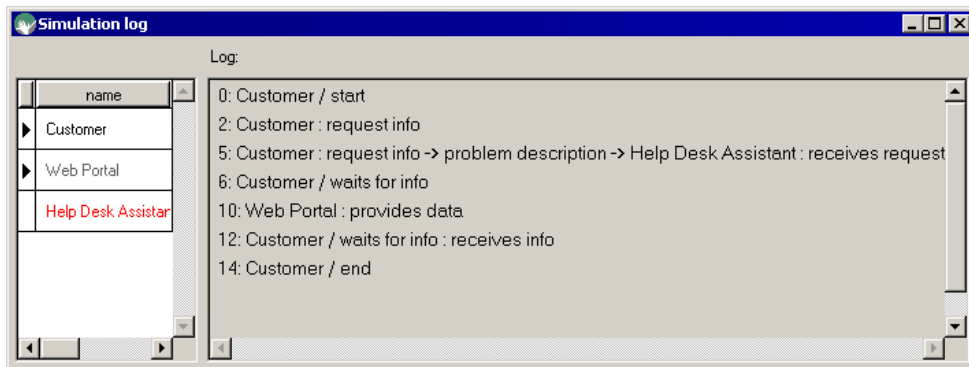 Simulation log
Log:
name
Customer
Web Portal
Help Desk Assistar
0: Customer / start
2: Customer : request info
5: Customer : request info -> problem description -> Help Desk Assistant : receives request
6: Customer / waits for info
10: Web Portal : provides data
12: Customer / waits for info : receives info
14: Customer / end